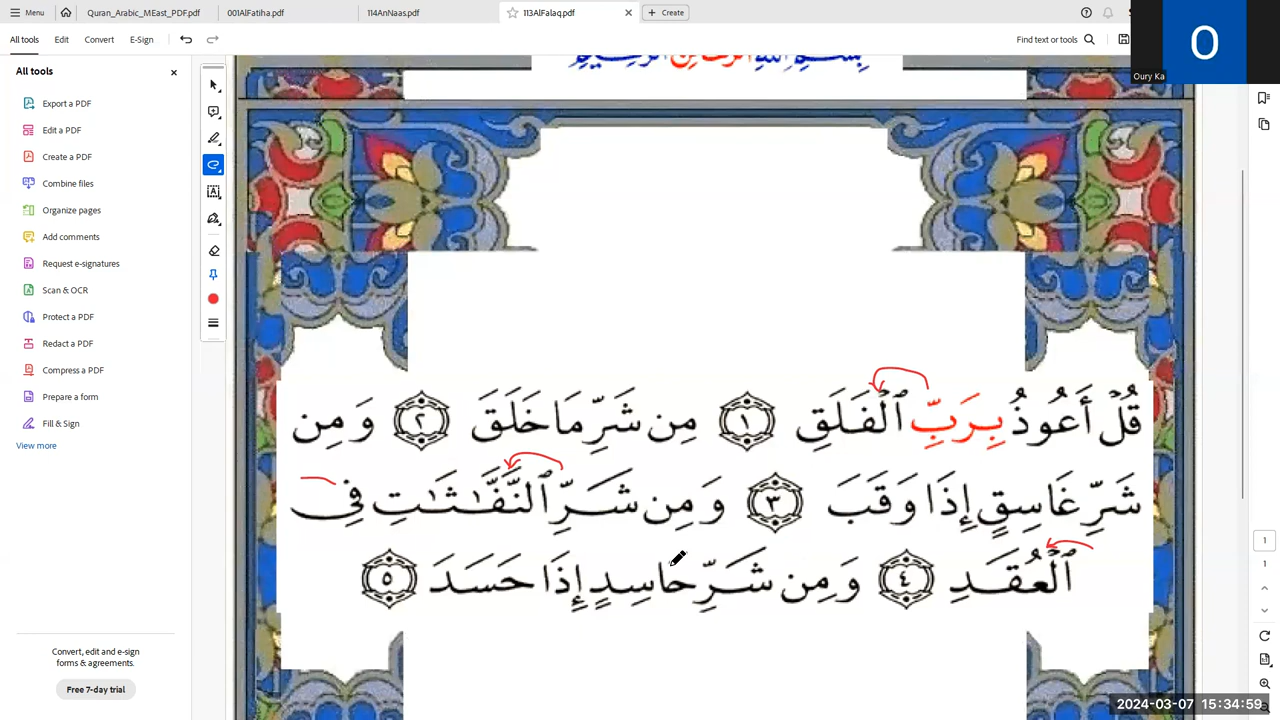 Menu
Quran_Arabic_MEast_PDF.pdf
001AlFatiha.pdf
114AnNaas.pdf
113AlFalaq.pdf
Create
All tools
Edit
Convert
E-Sign
Find text or tools
All tools
Export a PDF
Edit a PDF
Create a PDF
Combine files
Organize pages
Add comments
Request e-signatures
Scan & OCR
Protect a PDF
Redact a PDF
Compress a PDF
Prepare a form
Fill & Sign
View more
Convert, edit and e-sign
forms & agreements.
Free 7-day trial
O
Oury Ka
قُلْ أَعُوذُ بِرَبِّ ٱلْفَلَقِ ١ مِن شَرِّ مَا خَلَقَ ٢ وَمِن
شَرِّ غَاسِقٍ إِذَا وَقَبَ ٣ وَمِن شَرِّ ٱلنَّفَّـٰثَـٰتِ فِى
ٱلْعُقَدِ ٤ وَمِن شَرِّ حَاسِدٍ إِذَا حَسَدَ ٥
1
1
2024-03-07 15:34:59